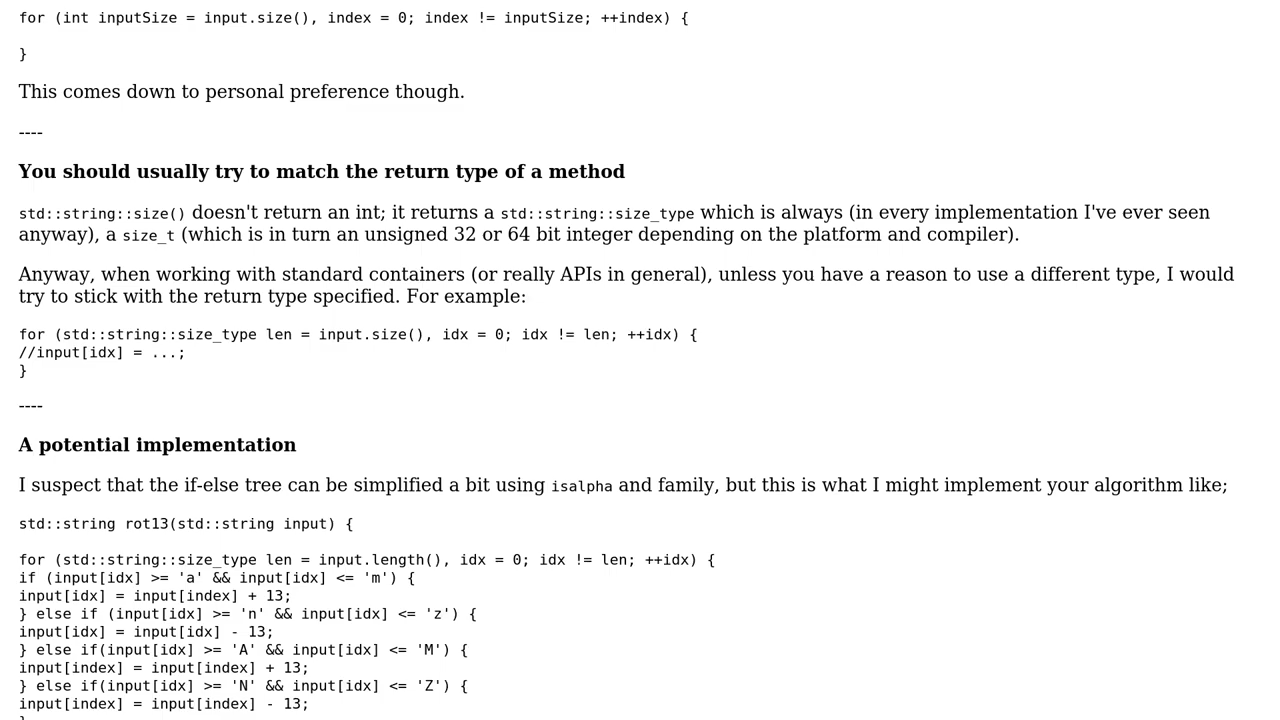 for (int inputSize = input.size(), index = 0; index != inputSize; ++index) {
}
This comes down to personal preference though.
----
You should usually try to match the return type of a method
std::string::size() doesn't return an int; it returns a std::string::size_type which is always (in every implementation I've ever seen
anyway), a size_t (which is in turn an unsigned 32 or 64 bit integer depending on the platform and compiler).
Anyway, when working with standard containers (or really APIs in general), unless you have a reason to use a different type, I would
try to stick with the return type specified. For example:
for (std::string::size_type len = input.size(), idx = 0; idx != len; ++idx) {
//input[idx] = ...;
}
----
A potential implementation
I suspect that the if-else tree can be simplified a bit using isalpha and family, but this is what I might implement your algorithm like;
std::string rot13(std::string input) {
for (std::string::size_type len = input.length(), idx = 0; idx != len; ++idx) {
if (input[idx] >= 'a' && input[idx] <= 'm') {
input[idx] = input[index] + 13;
} else if (input[idx] >= 'n' && input[idx] <= 'z') {
input[idx] = input[idx] - 13;
} else if(input[idx] >= 'A' && input[idx] <= 'M') {
input[index] = input[index] + 13;
} else if(input[idx] >= 'N' && input[idx] <= 'Z') {
input[index] = input[index] - 13;
}